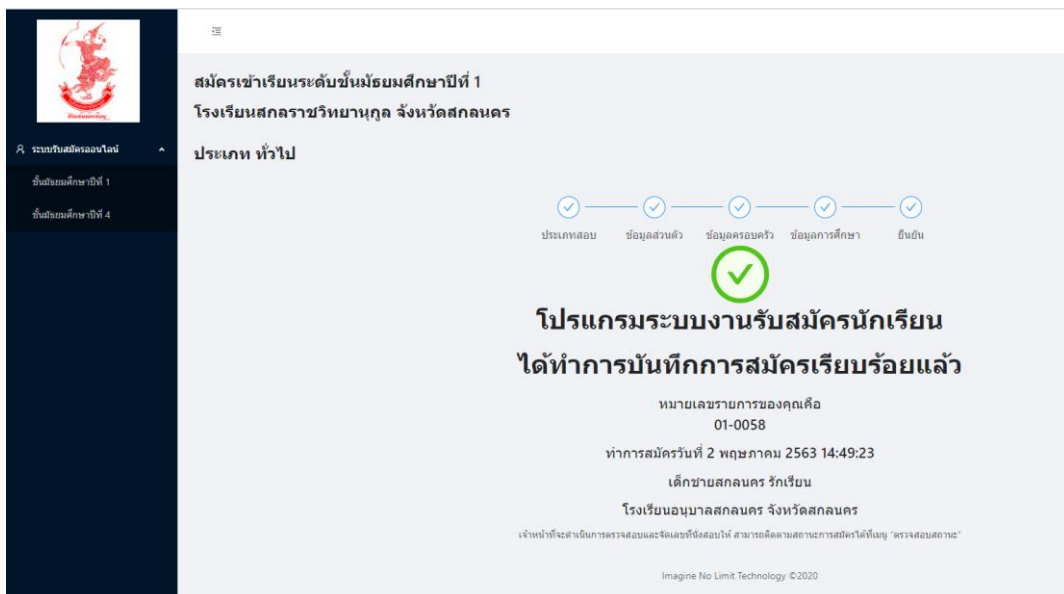 สมัครเข้าเรียนระดับชั้นมัธยมศึกษาปีที่ 1
โรงเรียนสกลราชวิทยานุกูล จังหวัดสกลนคร
ระบบรับสมัครออนไลน์
ประเภท ทั่วไป
ชั้นมัธยมศึกษาปีที่ 1
ชั้นมัธยมศึกษาปีที่ 4
ประเภทสอบ ข้อมูลส่วนตัว ข้อมูลครอบครัว ข้อมูลการศึกษา ยืนยัน
โปรแกรมระบบงานรับสมัครนักเรียน
ได้ทำการบันทึกการสมัครเรียบร้อยแล้ว
หมายเลขรายการของคุณคือ
01-0058
ทำการสมัครวันที่ 2 พฤษภาคม 2563 14:49:23
เด็กชายสกลนคร รักเรียน
โรงเรียนอนุบาลสกลนคร จังหวัดสกลนคร
เจ้าหน้าที่จะดำเนินการตรวจสอบและจัดเลขที่นั่งสอบให้ สามารถติดตามสถานะการสมัครได้ที่เมนู "ตรวจสอบสถานะ"
Imagine No Limit Technology ©2020